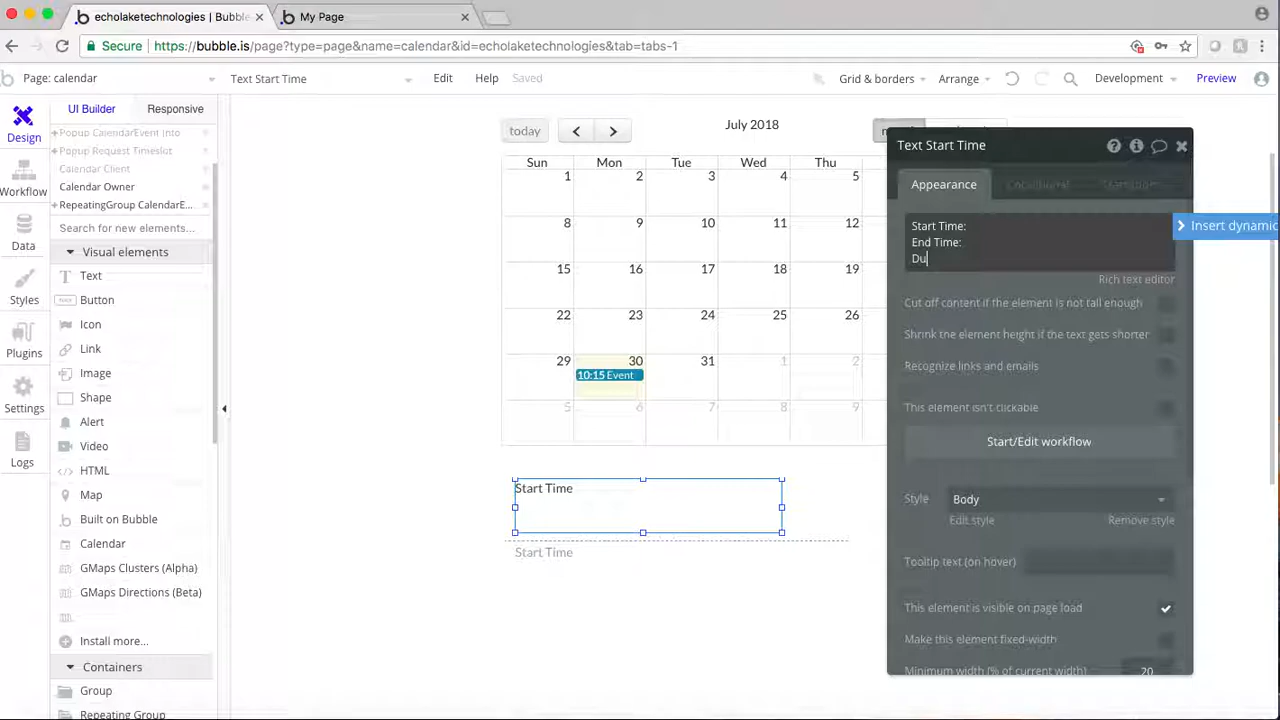 echolaketechnologies | Bubble
My Page
Secure
https://bubble.is/page?type=page&name=calendar&id=echolaketechnologies&tab=tabs-1
Page: calendar
Text Start Time
Edit
Help
Saved
Grid & borders
Arrange
Development
Preview
Design
Workflow
Data
Styles
Plugins
Settings
Logs
UI Builder
Responsive
Popup CalendarEvent Info
Popup Request Timeslot
Calendar Client
Calendar Owner
RepeatingGroup CalendarE...
Search for new elements...
Visual elements
Text
Button
Icon
Link
Image
Shape
Alert
Video
HTML
Map
Built on Bubble
Calendar
GMaps Clusters (Alpha)
GMaps Directions (Beta)
Install more...
Containers
Group
Repeating Group
today
July 2018
Sun Mon Tue Wed Thu
1 2 3 4 5
8 9 10 11 12
15 16 17 18 19
22 23 24 25 26
29 30 31 1 2
10:15 Event
5 6 7 8 9
Start Time
Start Time
Text Start Time
Appearance
Conditional
Start Time:
End Time:
Du
Insert dynamic
Rich text editor
Cut off content if the element is not tall enough
Shrink the element height if the text gets shorter
Recognize links and emails
This element isn't clickable
Start/Edit workflow
Style
Body
Edit style
Remove style
Tooltip text (on hover)
This element is visible on page load
Make this element fixed-width
Minimum width (% of current width)
20